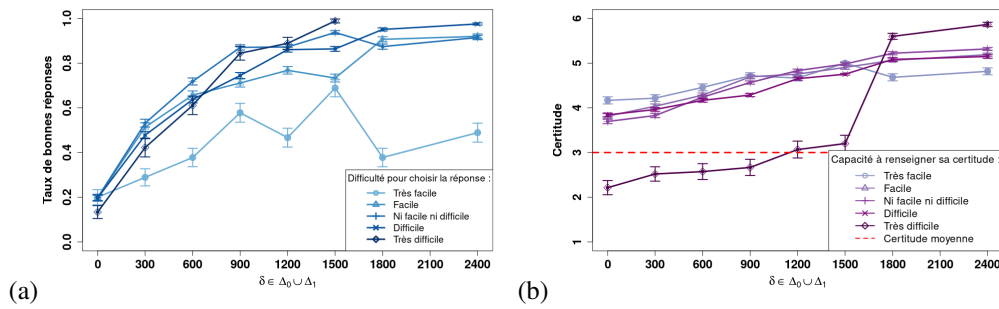 Taux de bonnes réponses
1.0
0.8
0.6
0.4
0.2
0.0
Difficulté pour choisir la réponse :
Très facile
Facile
Ni facile ni difficile
Difficile
Très difficile
0 300 600 900 1200 1500 1800 2100 2400
δ ∈ Δ₀ ∪ Δ₁
(a)
Certitude
6
5
4
3
2
1
Capacité à renseigner sa certitude :
Très facile
Facile
Ni facile ni difficile
Difficile
Très difficile
Certitude moyenne
0 300 600 900 1200 1500 1800 2100 2400
δ ∈ Δ₀ ∪ Δ₁
(b)